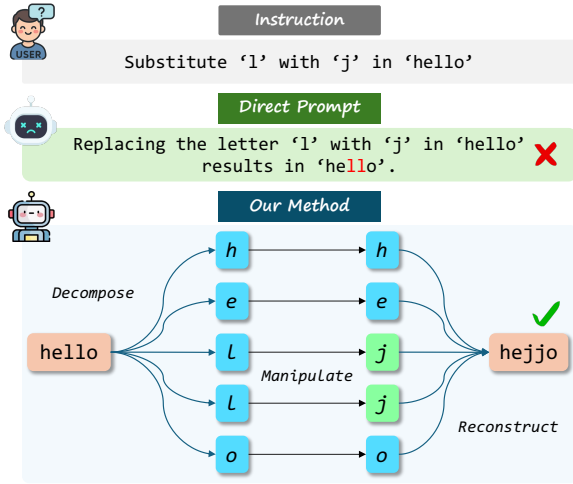 ?
USER
Instruction
Substitute ‘l’ with ‘j’ in ‘hello’
Direct Prompt
Replacing the letter ‘l’ with ‘j’ in ‘hello’
results in ‘hello’.
Our Method
Decompose
hello
h
e
l
l
o
Manipulate
h
e
j
j
o
hejjo
Reconstruct